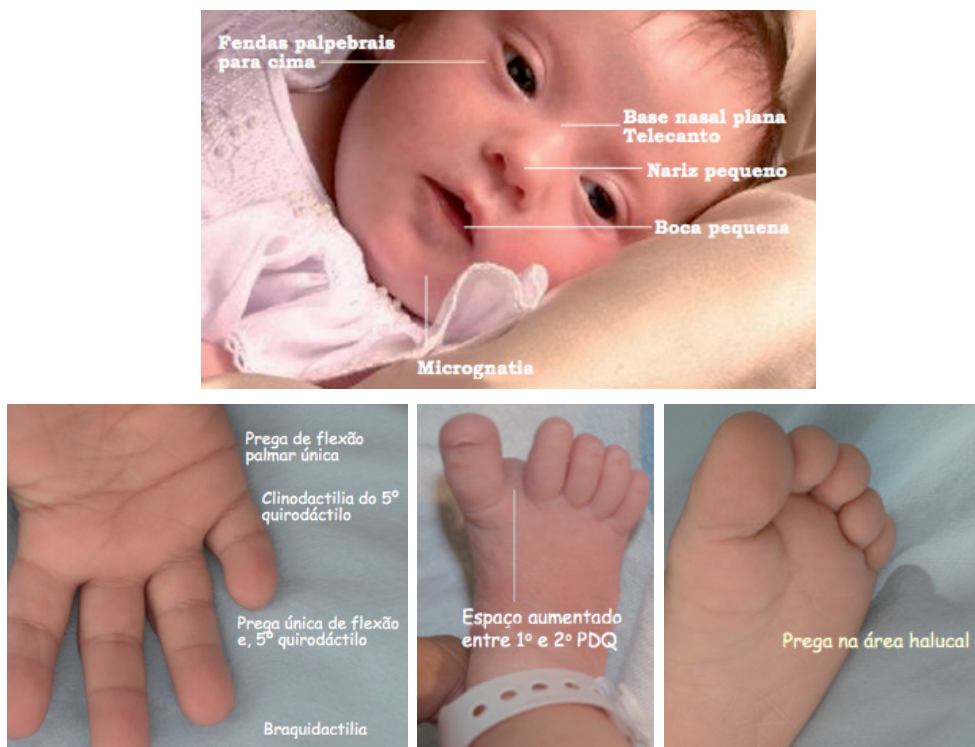 Fendas palpebrais
para cima
Base nasal plana
Telecanto
Nariz pequeno
Boca pequena
Micrognatia
Prega de flexão
palmar única
Clinodactilia do 5º
quirodáctilo
Prega única de flexão
e, 5º quirodáctilo
Braquidactilia
Espaço aumentado
entre 1º e 2º PDQ
Prega na área halucal